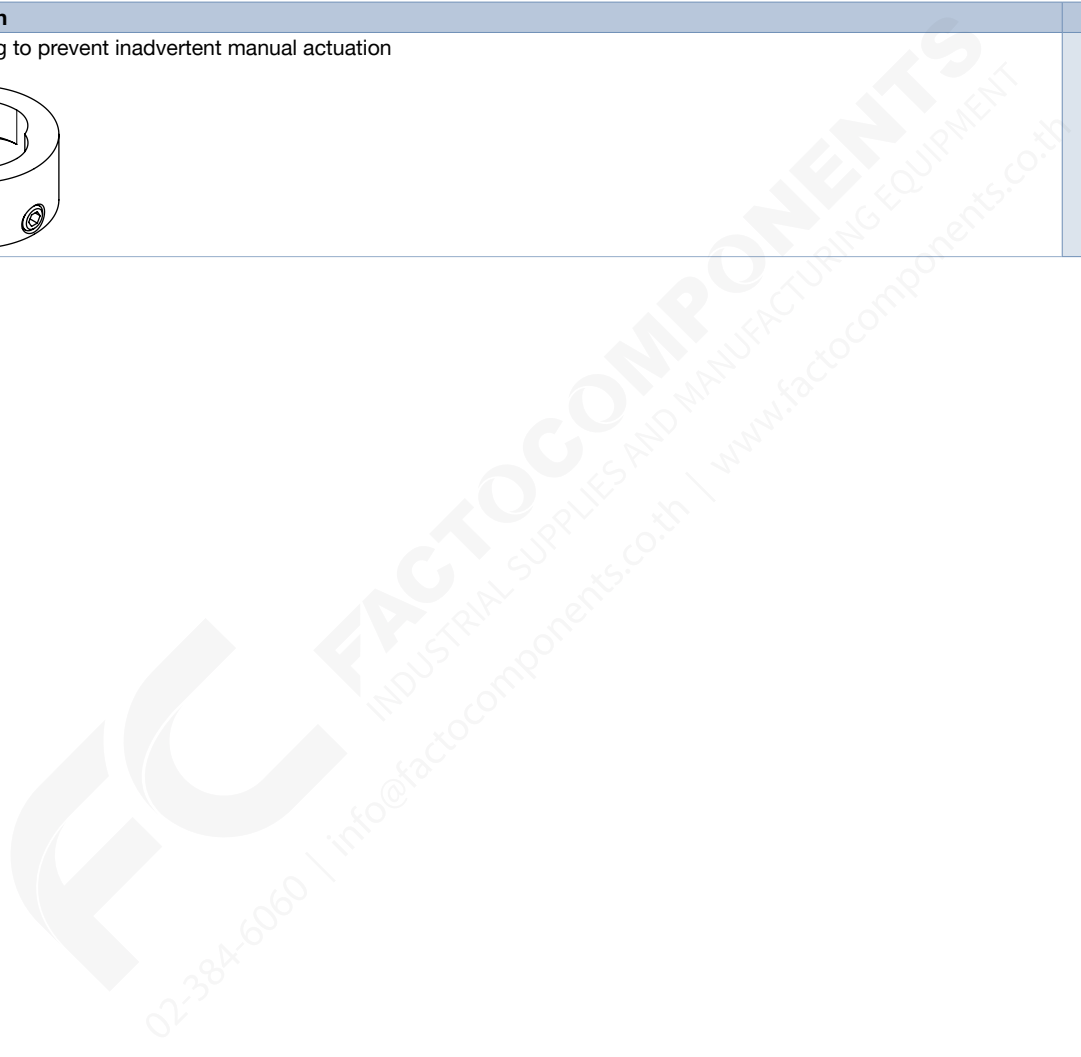 n
g to prevent inadvertent manual actuation
FACTOCOMPONENTS
INDUSTRIAL SUPPLIES AND MANUFACTURING EQUIPMENT
02-384-6060 | info@factocomponents.co.th | www.factocomponents.co.th